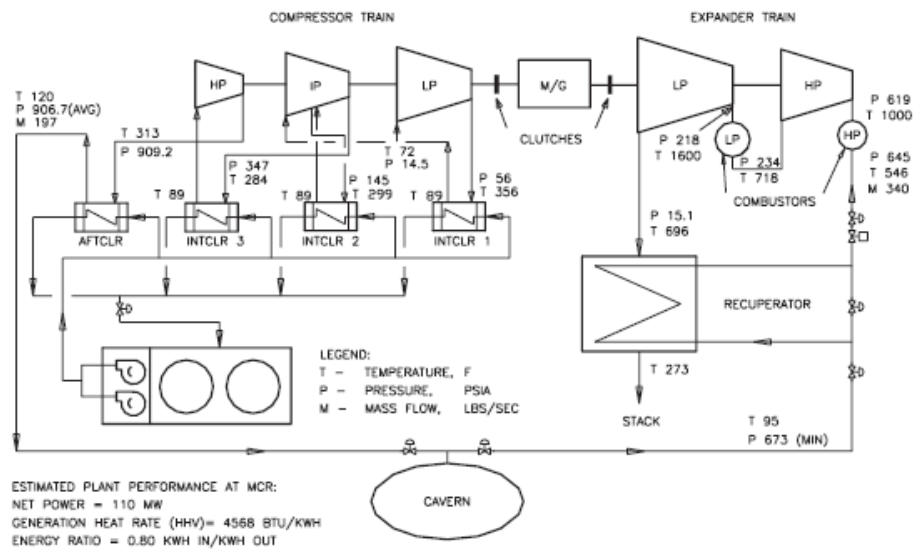 COMPRESSOR TRAIN
EXPANDER TRAIN
HP
IP
LP
M/G
LP
HP
CLUTCHES
T 120
P 906.7(AVG)
M 197
T 313
P 909.2
P 347
T 284
T 72
P 14.5
P 145
T 299
P 56
T 356
T 89
T 89
T 89
AFTCLR
INTCLR 3
INTCLR 2
INTCLR 1
P 218
T 1600
LP
P 234
T 718
HP
COMBUSTORS
P 619
T 1000
P 645
T 546
M 340
P 15.1
T 696
RECUPERATOR
T 273
STACK
LEGEND:
T – TEMPERATURE, F
P – PRESSURE, PSIA
M – MASS FLOW, LBS/SEC
C
C
T 95
P 673 (MIN)
CAVERN
ESTIMATED PLANT PERFORMANCE AT MCR:
NET POWER = 110 MW
GENERATION HEAT RATE (HHV)= 4568 BTU/KWH
ENERGY RATIO = 0.80 KWH IN/KWH OUT